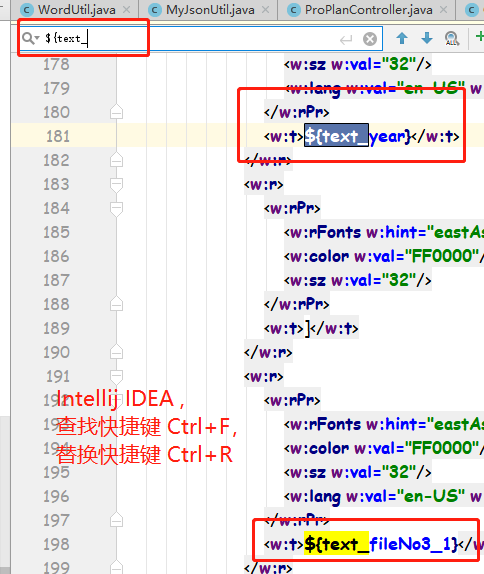 WordUtil.java × MyJsonUtil.java × ProPlanController.java ×
${text_
178 <w:sz w:val="32"/>
179 <w:lang w:val="en-US" w
180 </w:rPr>
181 <w:t>${text_year}</w:t>
182 </w:r>
183 <w:r>
184 <w:rPr>
185 <w:rFonts w:hint="eastAs
186 <w:color w:val="FF0000"/
187 <w:sz w:val="32"/>
188 </w:rPr>
189 <w:t>]</w:t>
190 </w:r>
191 <w:r>
192 <w:rPr>
Intellij IDEA ,
193 <w:rFonts w:hint="eastAs
查找快捷键 Ctrl+F,
194 <w:color w:val="FF0000"/
替换快捷键 Ctrl+R
195 <w:sz w:val="32"/>
196 <w:lang w:val="en-US" w
197 </w:rPr>
198 <w:t>${text_fileNo3_1}</w
199 </w:r>